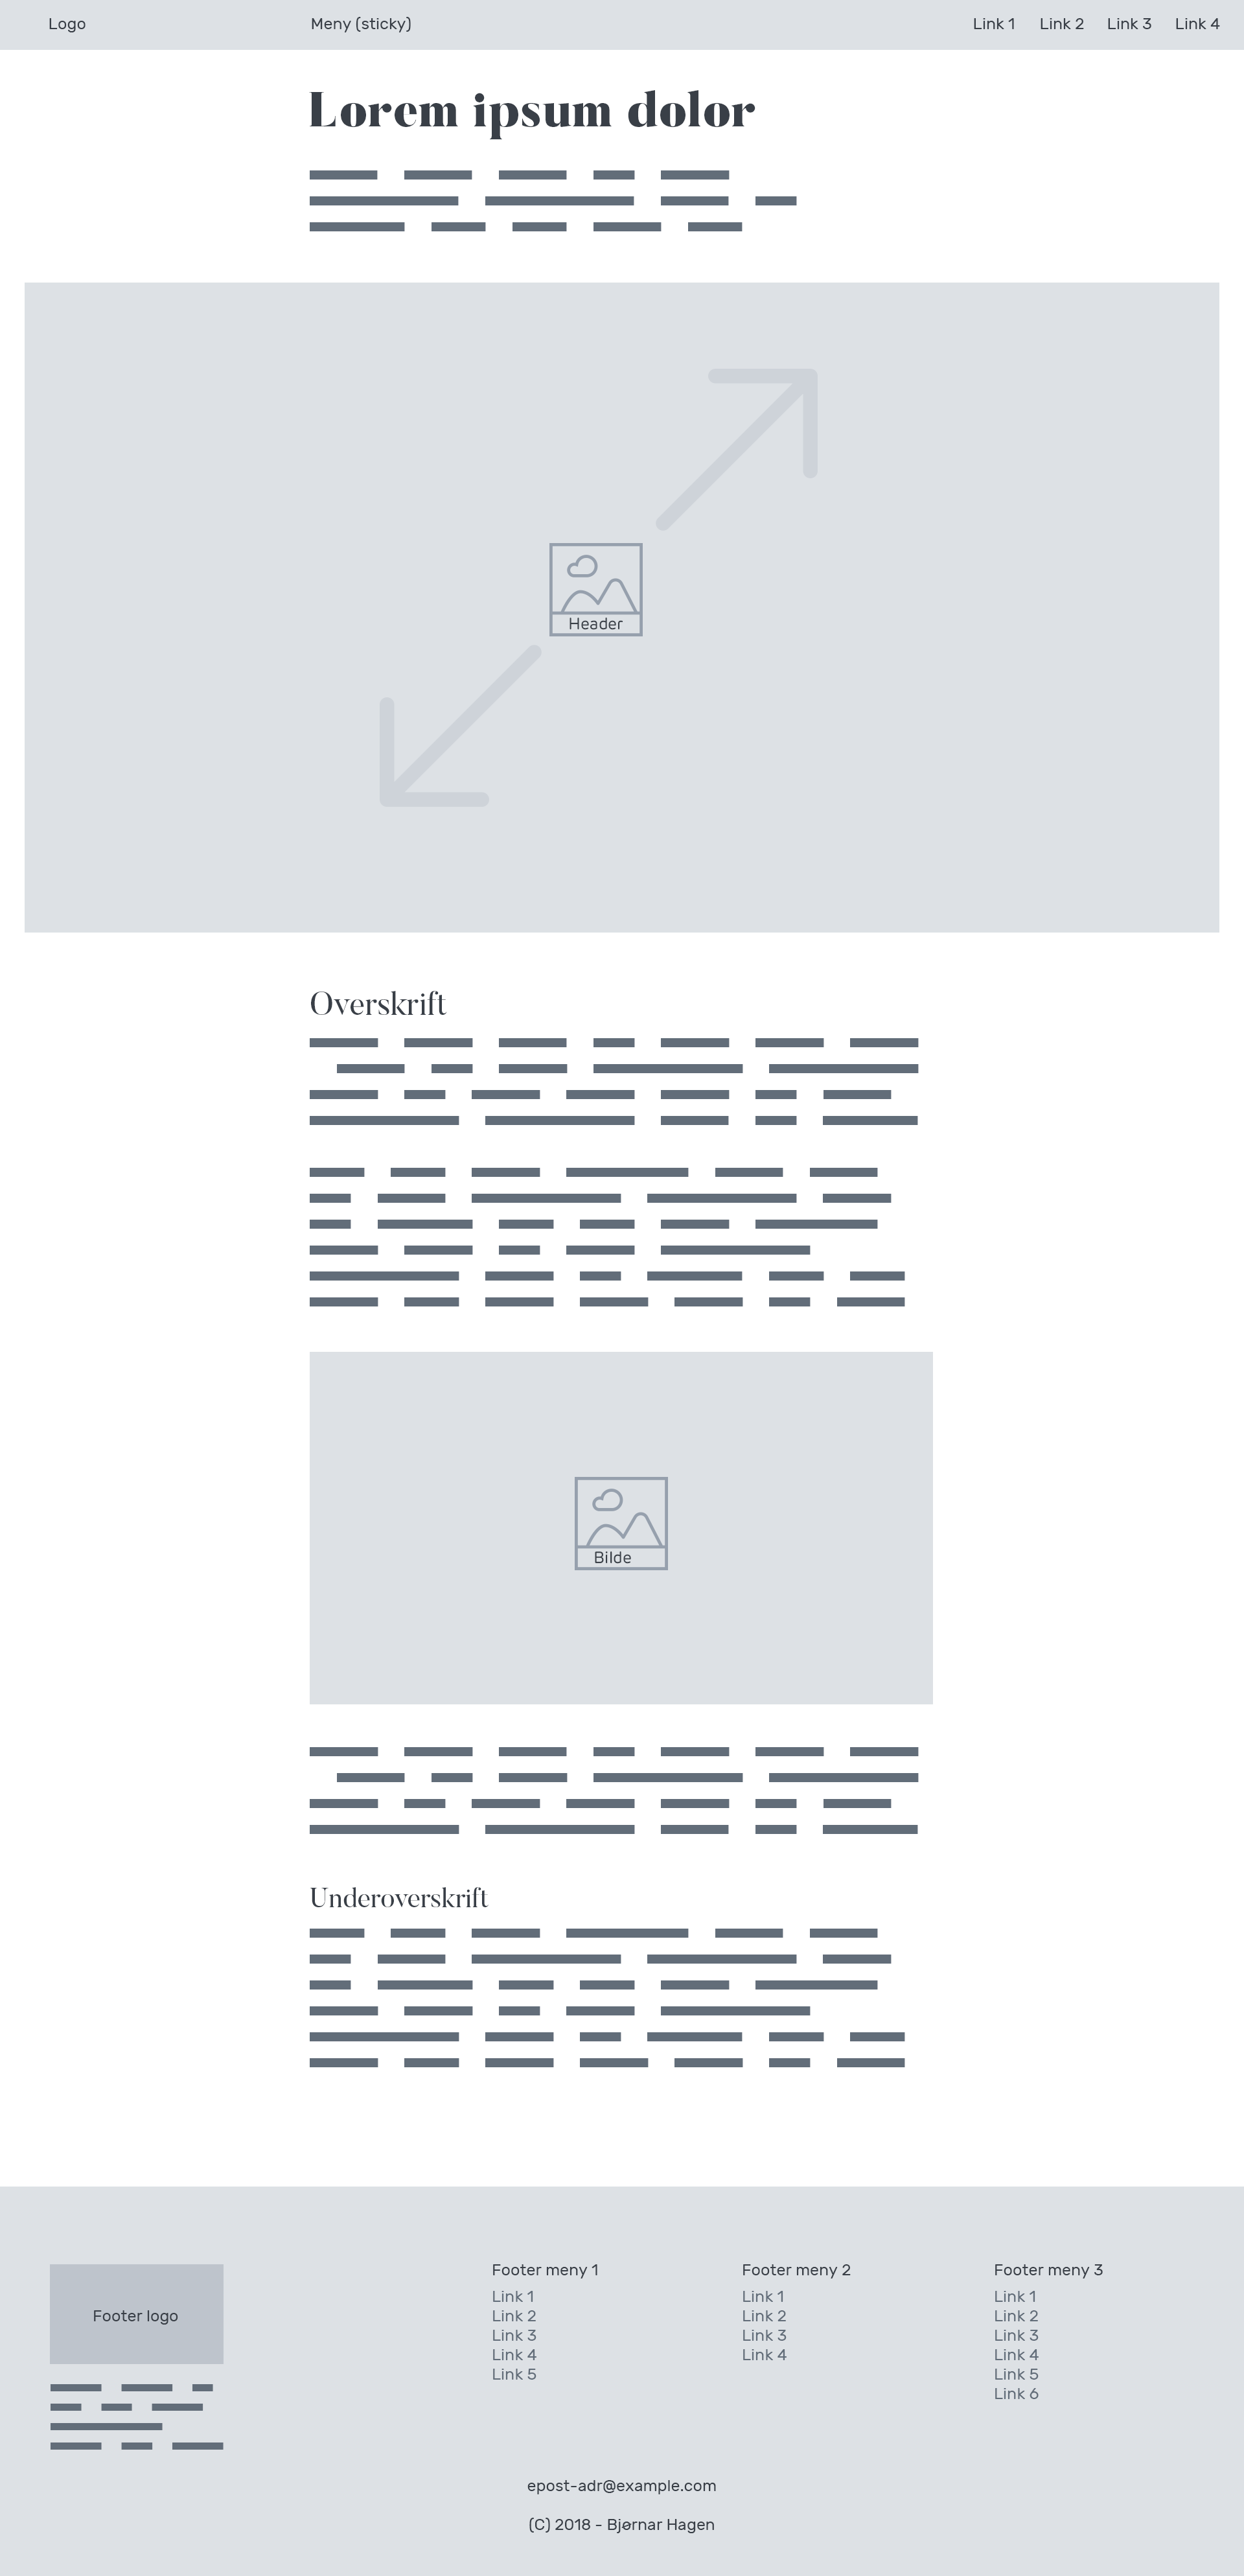 Logo Meny (sticky) Link 1 Link 2 Link 3 Link 4
Lorem ipsum dolor
Header
Overskrift
Bilde
Underoverskrift
Footer logo
Footer meny 1
Link 1
Link 2
Link 3
Link 4
Link 5
Footer meny 2
Link 1
Link 2
Link 3
Link 4
Footer meny 3
Link 1
Link 2
Link 3
Link 4
Link 5
Link 6
epost-adr@example.com
(C) 2018 - Bjørnar Hagen